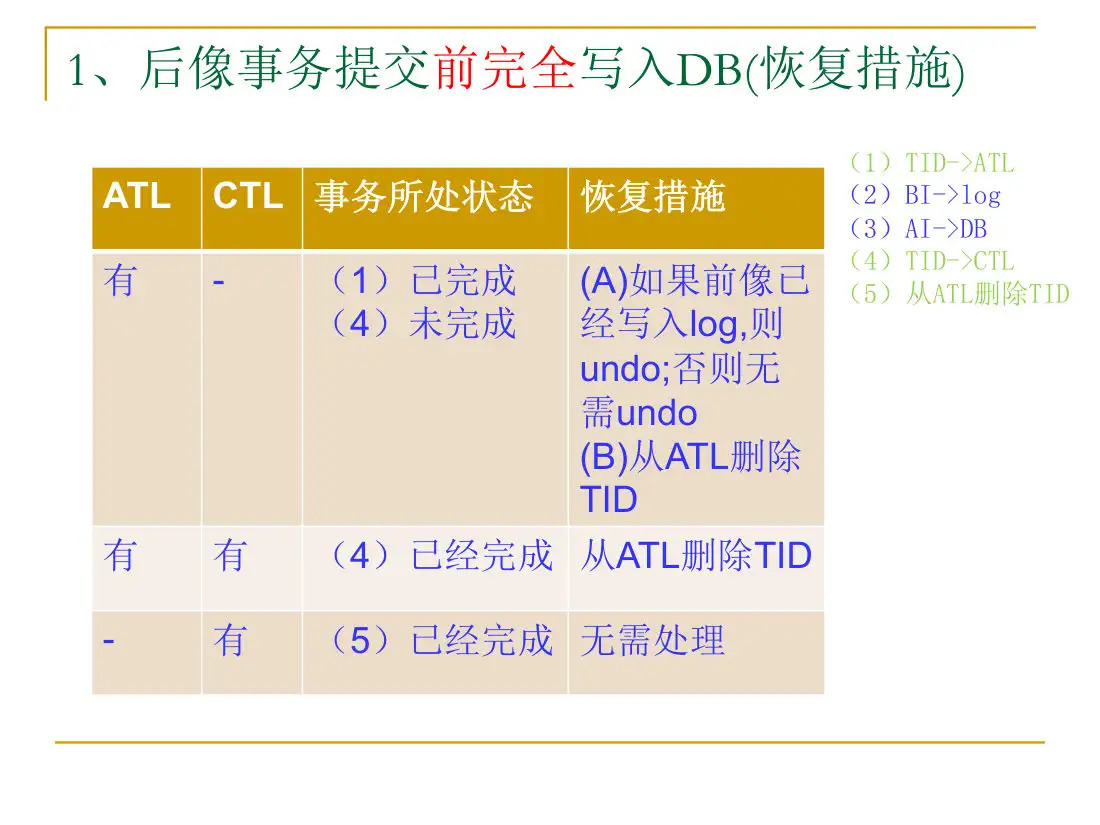 1、后像事务提交前完全写入DB(恢复措施)
ATL CTL 事务所处状态 恢复措施
有 - （1）已完成
（4）未完成
(A)如果前像已
经写入log,则
undo;否则无
需undo
(B)从ATL删除
TID
有 有 （4）已经完成 从ATL删除TID
- 有 （5）已经完成 无需处理
（1）TID->ATL
（2）BI->log
（3）AI->DB
（4）TID->CTL
（5）从ATL删除TID